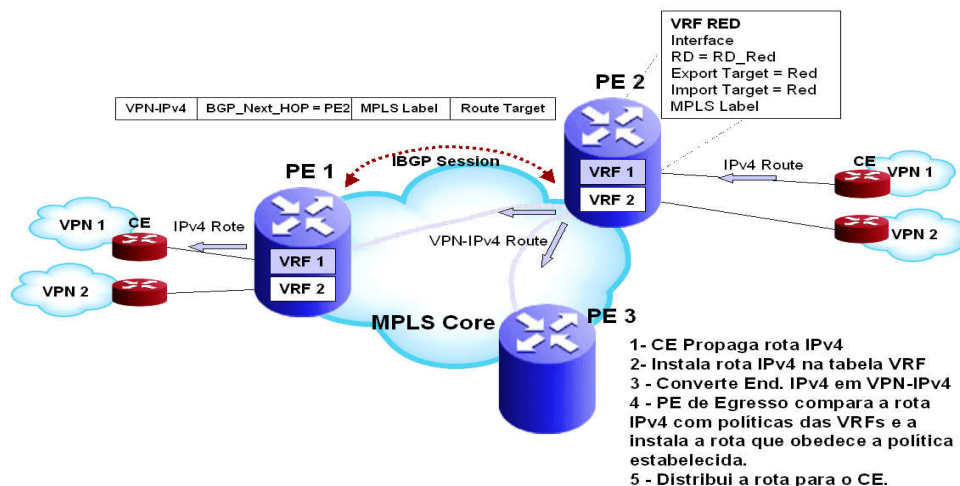 VRF RED
Interface
RD = RD_Red
Export Target = Red
Import Target = Red
MPLS Label
PE 2
VPN-IPv4 BGP_Next_HOP = PE2 MPLS Label Route Target
IBGP Session
PE 1
VRF 1
VRF 2
IPv4 Route
CE
VPN 1
VPN 2
VPN 1
CE
IPv4 Rote
VPN-IPv4 Route
VRF 1
VRF 2
VPN 2
MPLS Core
PE 3
1- CE Propaga rota IPv4
2- Instala rota IPv4 na tabela VRF
3 - Converte End. IPv4 em VPN-IPv4
4 - PE de Egresso compara a rota
IPv4 com políticas das VRFs e a
instala a rota que obedece a política
estabelecida.
5 - Distribui a rota para o CE.